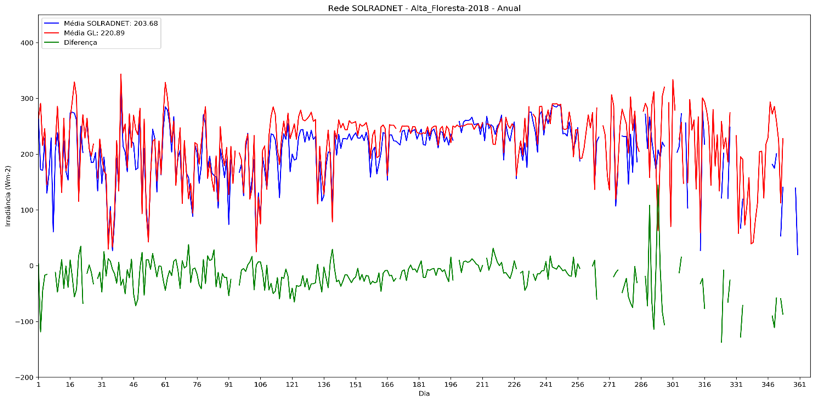 Rede SOLRADNET - Alta_Floresta-2018 - Anual
Média SOLRADNET: 203.68
Média GL: 220.89
Diferença
Irradiância (Wm-2)
400
300
200
100
0
−100
−200
1 16 31 46 61 76 91 106 121 136 151 166 181 196 211 226 241 256 271 286 301 316 331 346 361
Dia